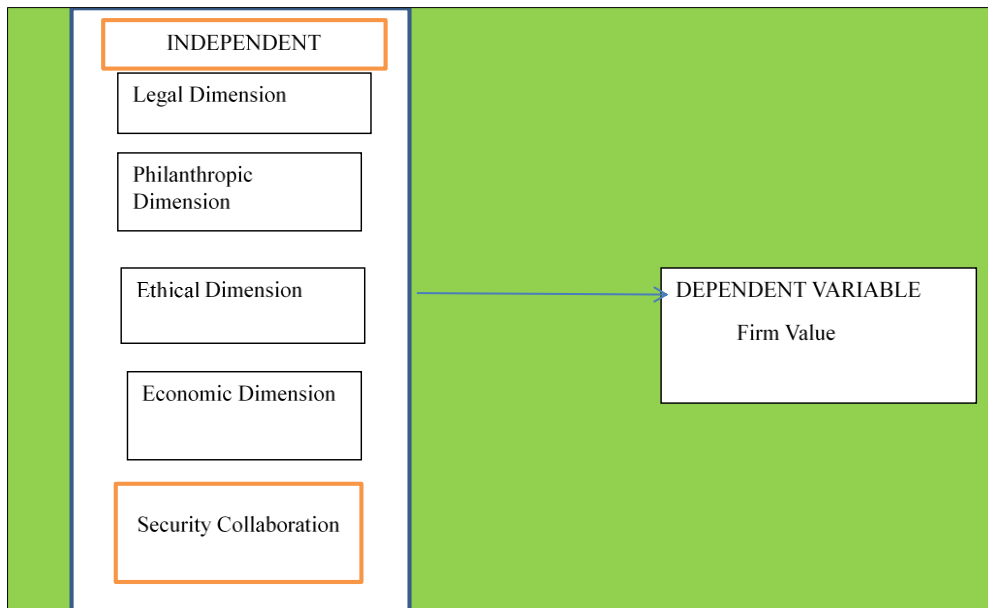 INDEPENDENT
Legal Dimension
Philanthropic
Dimension
Ethical Dimension
Economic Dimension
Security Collaboration
DEPENDENT VARIABLE
Firm Value